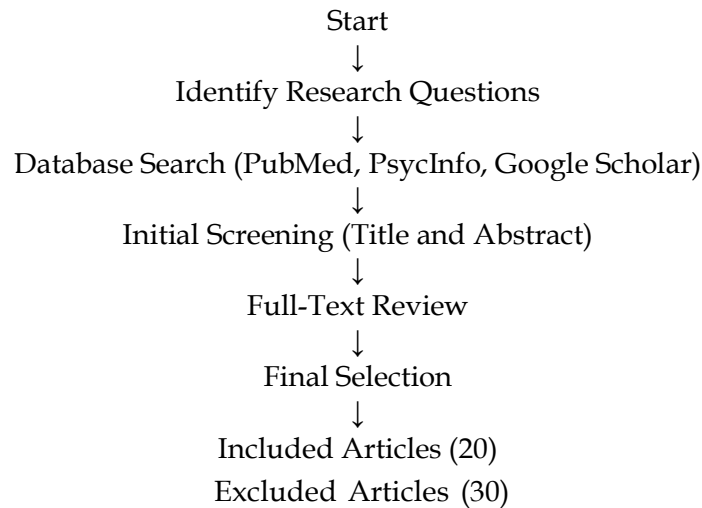 Start
↓
Identify Research Questions
↓
Database Search (PubMed, PsycInfo, Google Scholar)
↓
Initial Screening (Title and Abstract)
↓
Full-Text Review
↓
Final Selection
↓
Included Articles (20)
Excluded Articles (30)